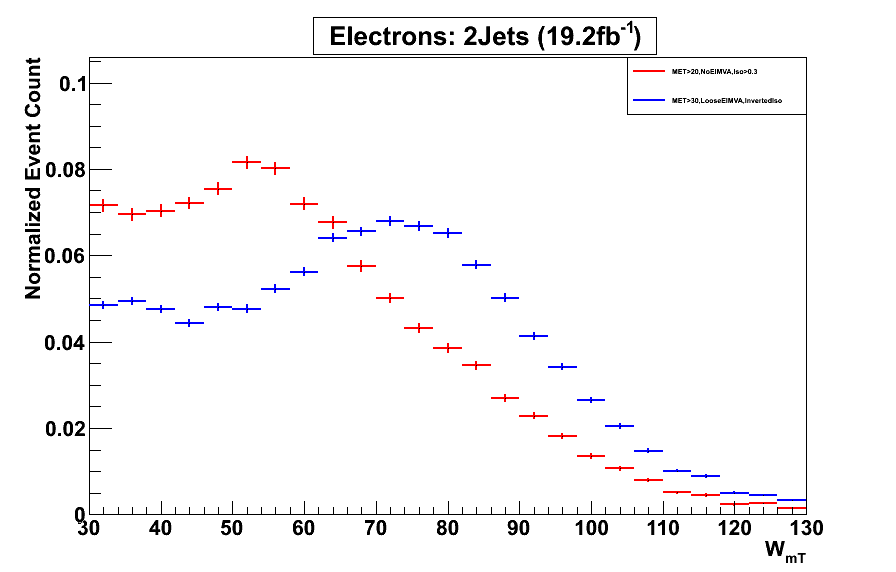 Electrons: 2Jets (19.2fb-1)
MET>20,NoElMVA,Iso>0.3
MET>30,LooseElMVA,InvertedIso
Normalized Event Count
0.1
0.08
0.06
0.04
0.02
0
30 40 50 60 70 80 90 100 110 120 130
WmT